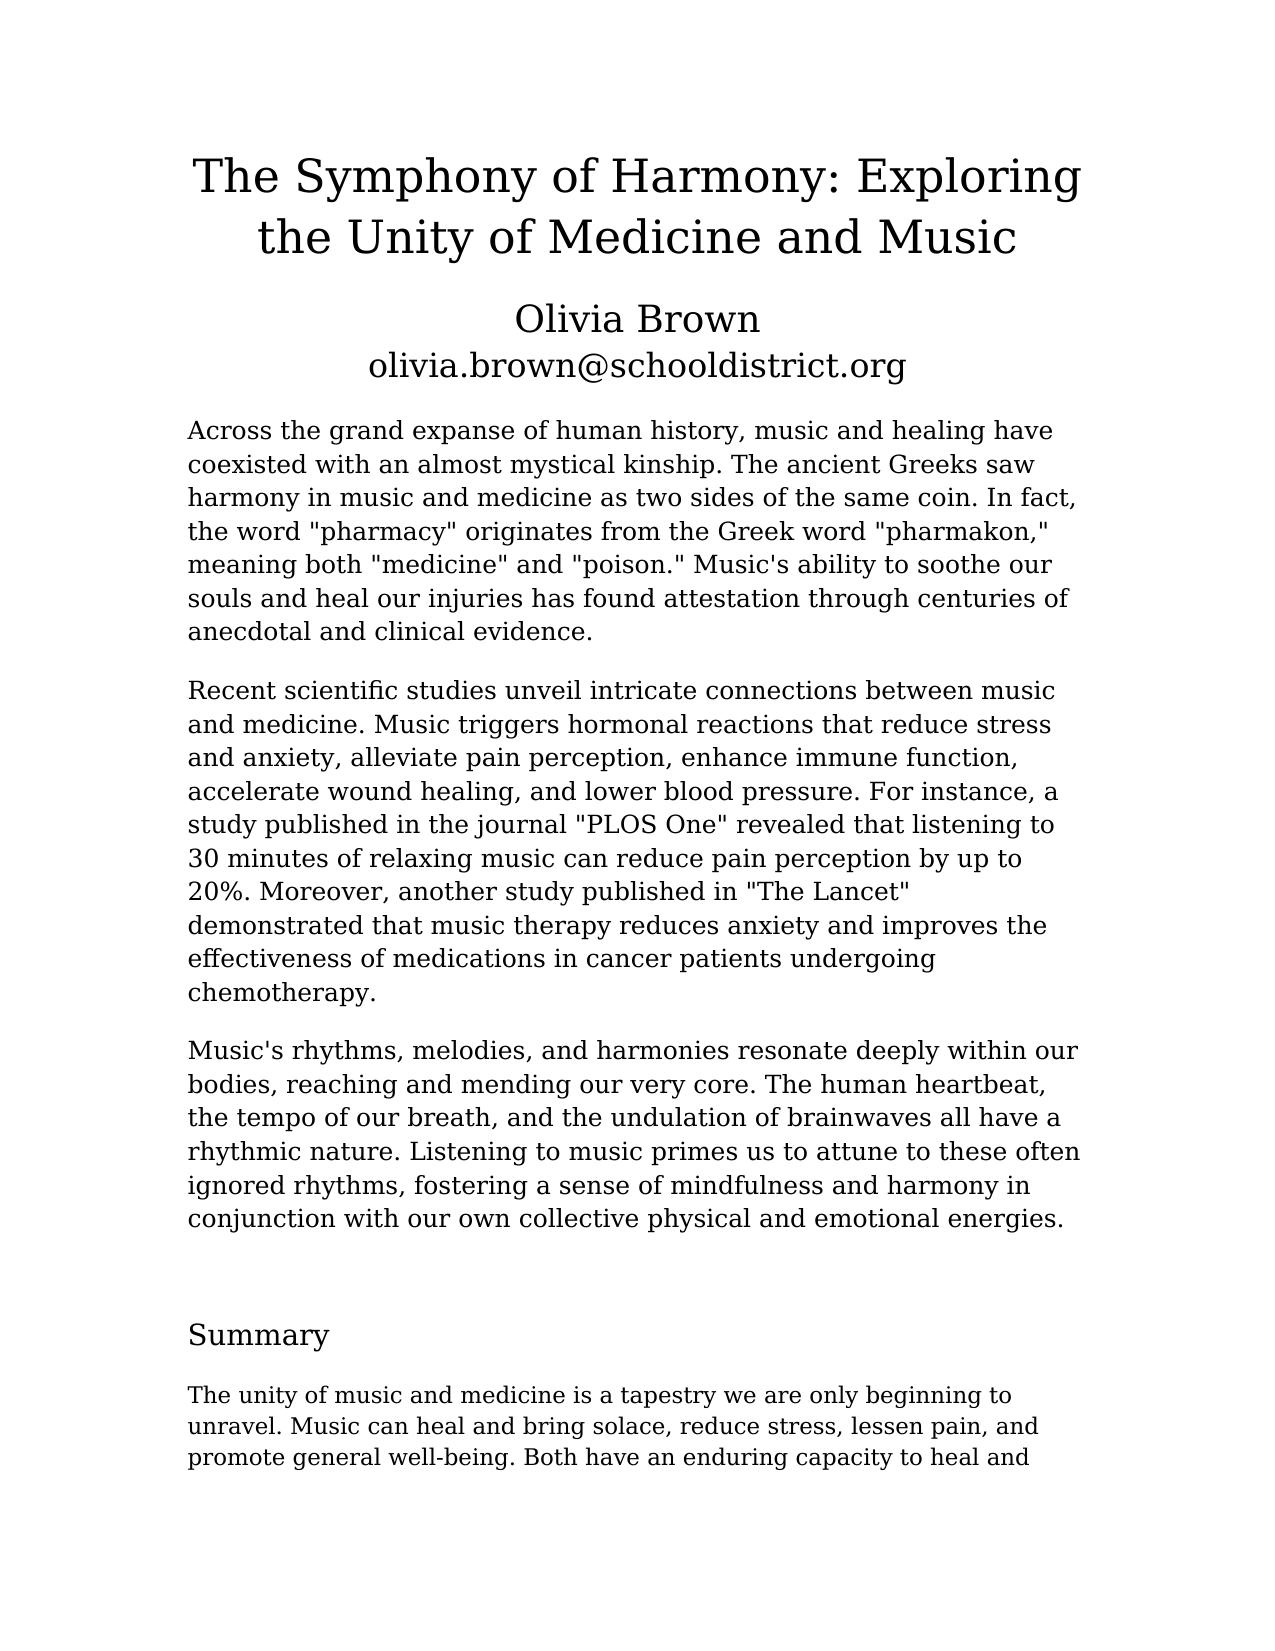 The Symphony of Harmony: Exploring
the Unity of Medicine and Music
Olivia Brown
olivia.brown@schooldistrict.org
Across the grand expanse of human history, music and healing have
coexisted with an almost mystical kinship. The ancient Greeks saw
harmony in music and medicine as two sides of the same coin. In fact,
the word "pharmacy" originates from the Greek word "pharmakon,"
meaning both "medicine" and "poison." Music's ability to soothe our
souls and heal our injuries has found attestation through centuries of
anecdotal and clinical evidence.
Recent scientific studies unveil intricate connections between music
and medicine. Music triggers hormonal reactions that reduce stress
and anxiety, alleviate pain perception, enhance immune function,
accelerate wound healing, and lower blood pressure. For instance, a
study published in the journal "PLOS One" revealed that listening to
30 minutes of relaxing music can reduce pain perception by up to
20%. Moreover, another study published in "The Lancet"
demonstrated that music therapy reduces anxiety and improves the
effectiveness of medications in cancer patients undergoing
chemotherapy.
Music's rhythms, melodies, and harmonies resonate deeply within our
bodies, reaching and mending our very core. The human heartbeat,
the tempo of our breath, and the undulation of brainwaves all have a
rhythmic nature. Listening to music primes us to attune to these often
ignored rhythms, fostering a sense of mindfulness and harmony in
conjunction with our own collective physical and emotional energies.
Summary
The unity of music and medicine is a tapestry we are only beginning to
unravel. Music can heal and bring solace, reduce stress, lessen pain, and
promote general well-being. Both have an enduring capacity to heal and